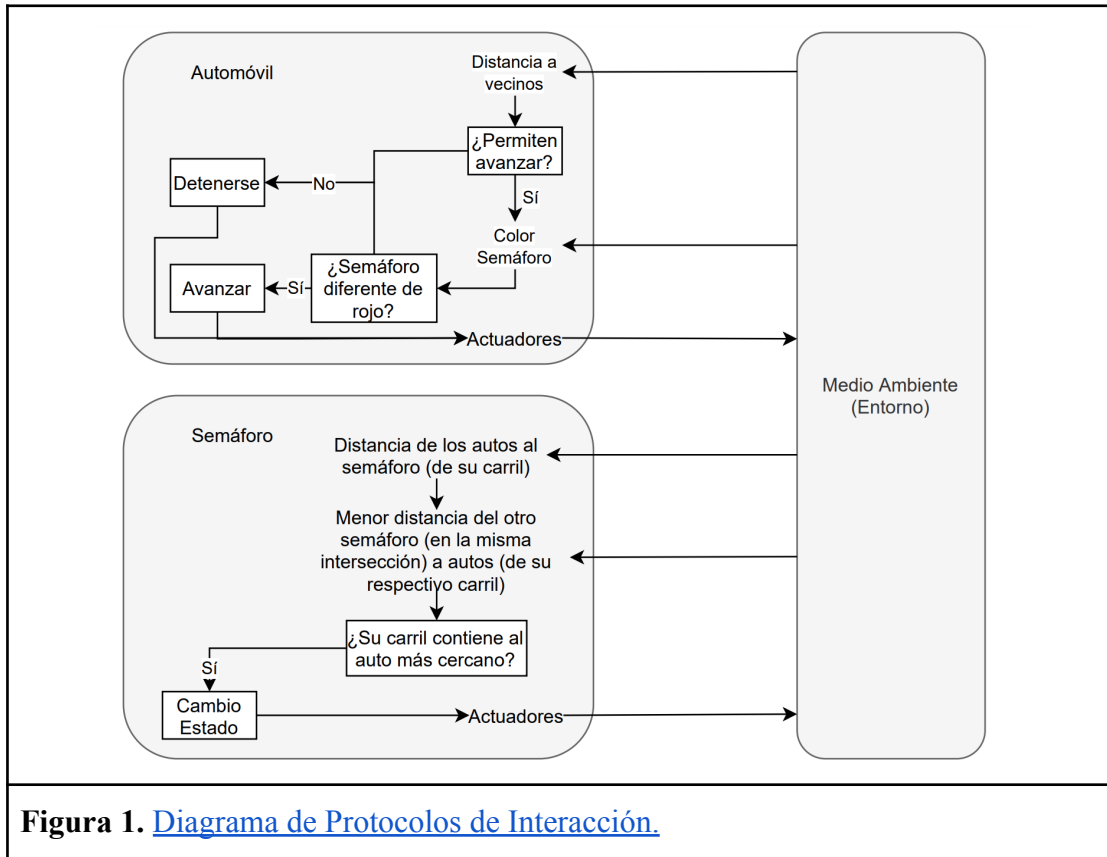 Automóvil
Distancia a
vecinos
¿Permiten
avanzar?
Detenerse
No
Sí
Color
Semáforo
¿Semáforo
diferente de
rojo?
Sí
Avanzar
Actuadores
Medio Ambiente
(Entorno)
Semáforo
Distancia de los autos al
semáforo (de su carril)
Menor distancia del otro
semáforo (en la misma
intersección) a autos (de su
respectivo carril)
¿Su carril contiene al
auto más cercano?
Sí
Cambio
Estado
Actuadores
Figura 1. Diagrama de Protocolos de Interacción.